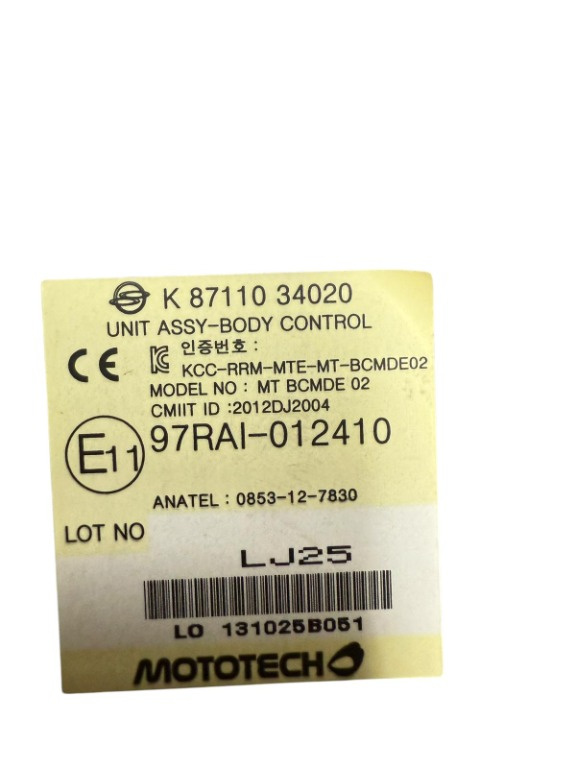 K 87110 34020
UNIT ASSY-BODY CONTROL
인증번호 :
KCC-RRM-MTE-MT-BCMDE02
MODEL NO : MT BCMDE 02
CMIIT ID :2012DJ2004
E11 97RAI-012410
ANATEL : 0853-12-7830
LOT NO
LJ25
LO 131025B051
MOTOTECH